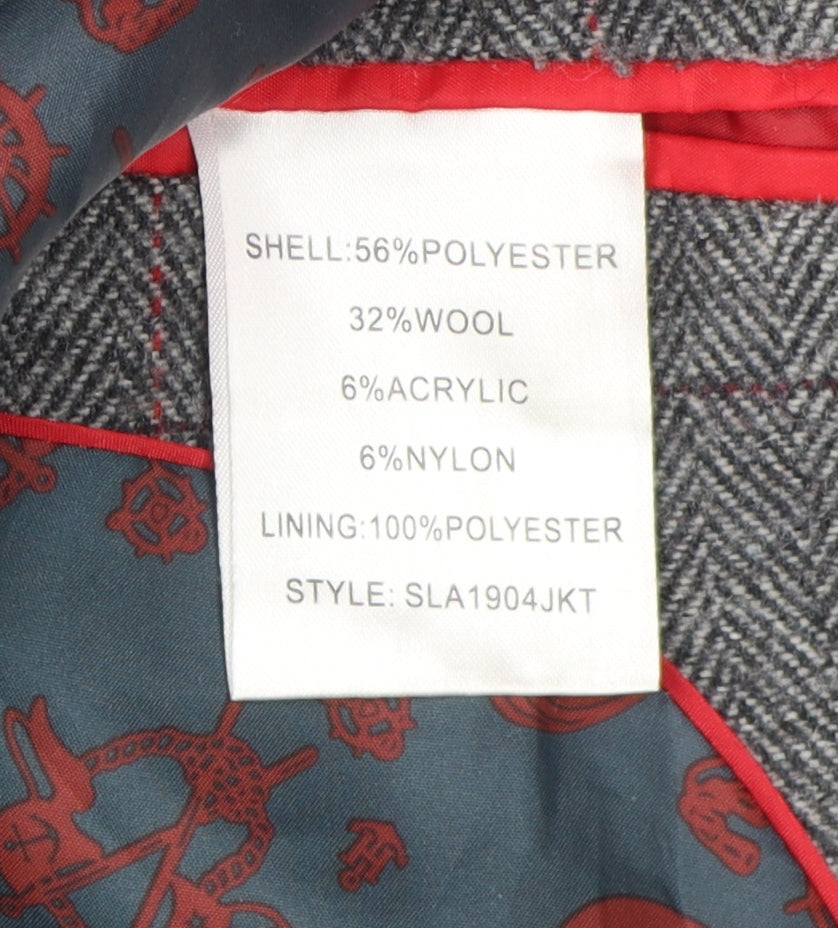 SHELL:56%POLYESTER
32%WOOL
6%ACRYLIC
6%NYLON
LINING:100%POLYESTER
STYLE: SLA1904JKT